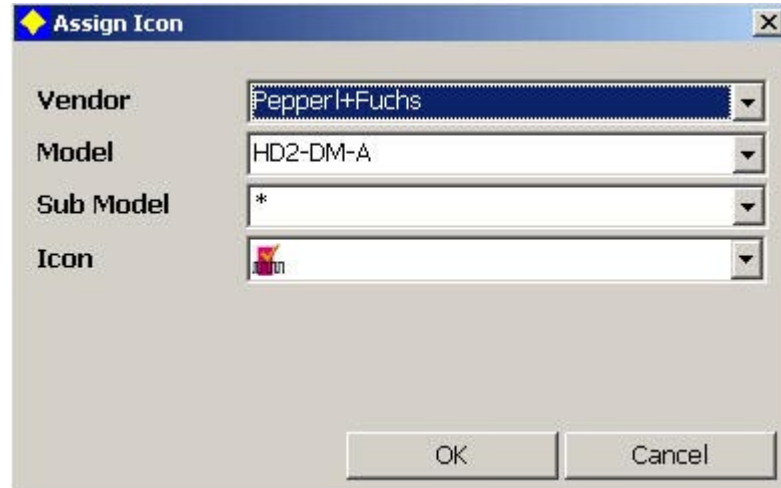 Assign Icon
Vendor Pepperl+Fuchs
Model HD2-DM-A
Sub Model *
Icon
OK Cancel